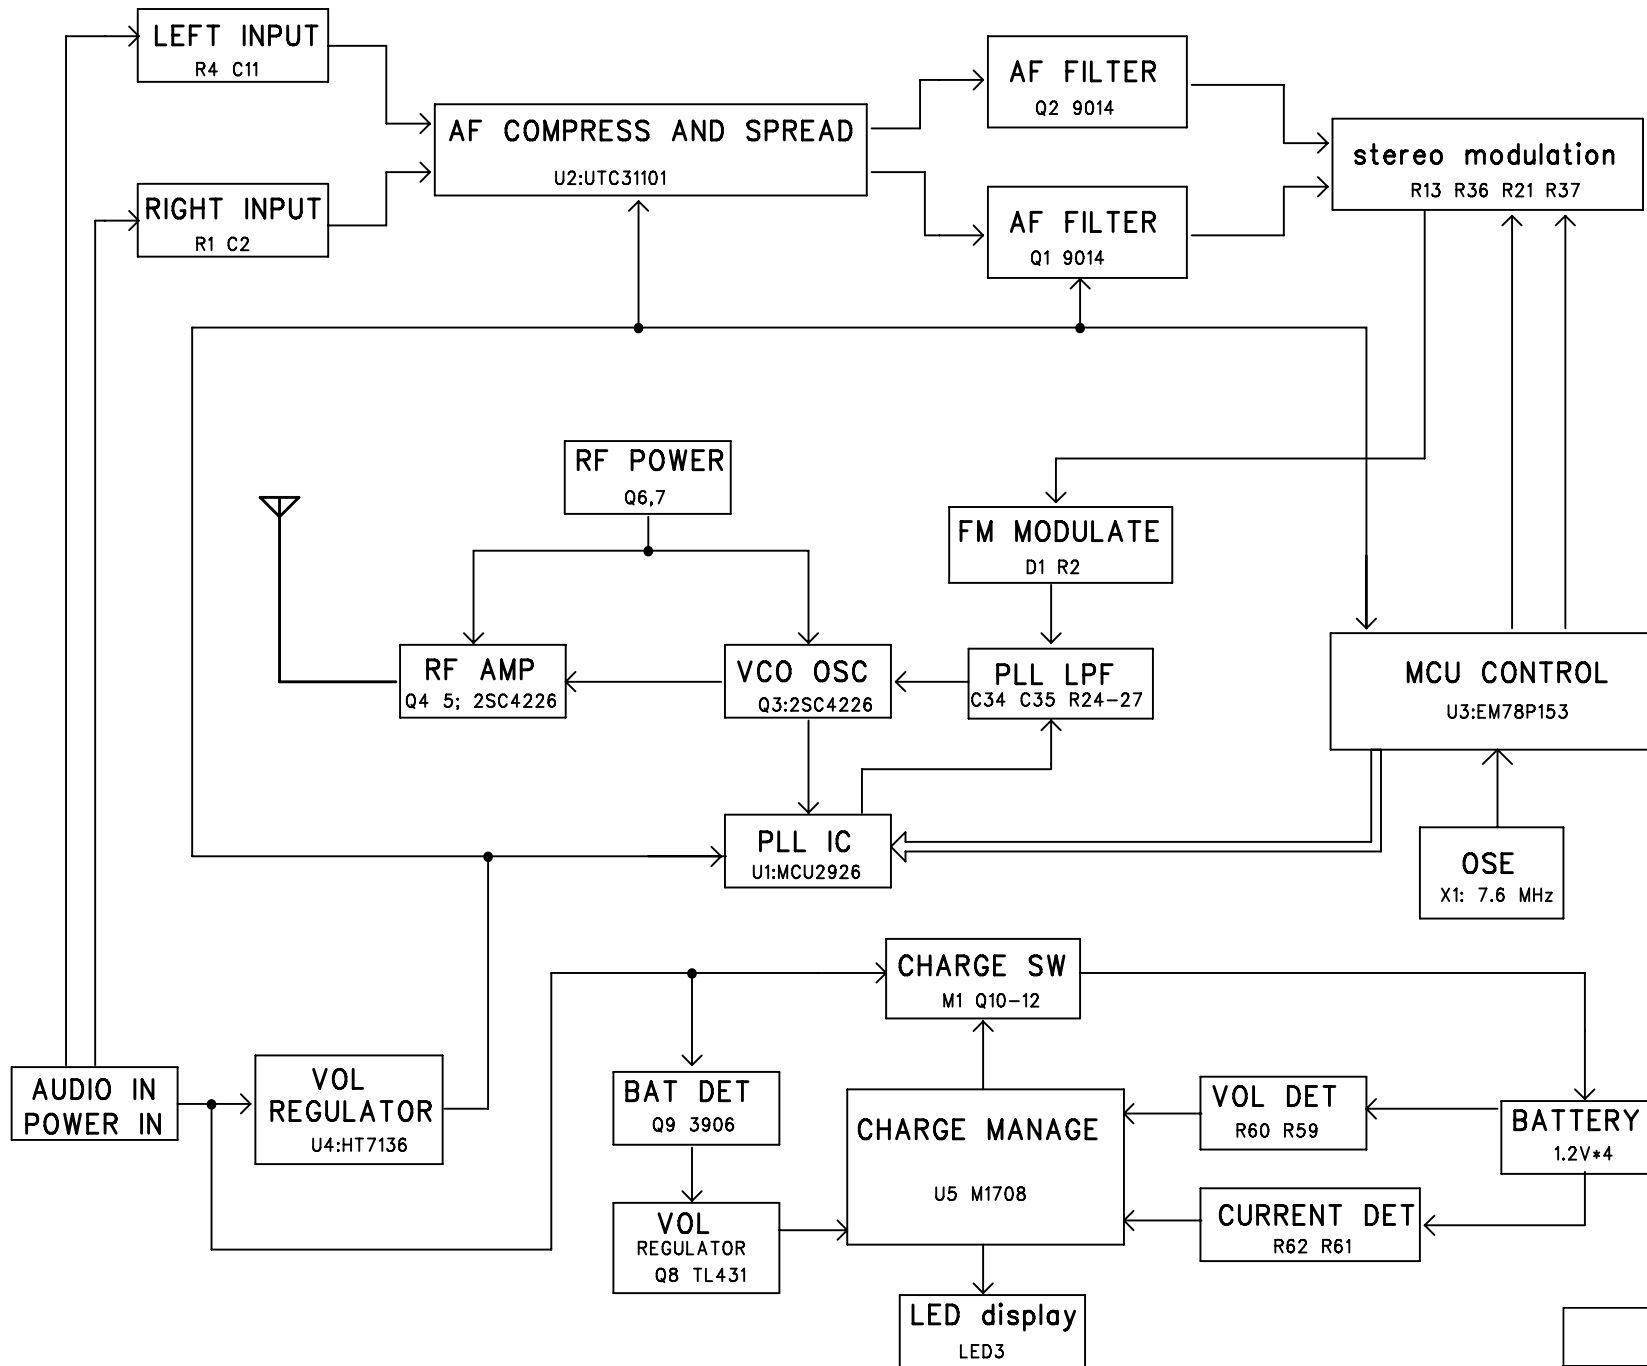 LEFT INPUT
R4 C11
RIGHT INPUT
R1 C2
AF COMPRESS AND SPREAD
U2:UTC31101
AF FILTER
Q2 9014
AF FILTER
Q1 9014
stereo modulation
R13 R36 R21 R37
RF POWER
Q6,7
FM MODULATE
D1 R2
RF AMP
Q4 5; 2SC4226
VCO OSC
Q3:2SC4226
PLL LPF
C34 C35 R24-27
MCU CONTROL
U3:EM78P153
PLL IC
U1:MCU2926
OSE
X1: 7.6 MHz
CHARGE SW
M1 Q10-12
AUDIO IN
POWER IN
VOL
REGULATOR
U4:HT7136
BAT DET
Q9 3906
CHARGE MANAGE
U5 M1708
VOL DET
R60 R59
BATTERY
1.2V*4
VOL
REGULATOR
Q8 TL431
CURRENT DET
R62 R61
LED display
LED3